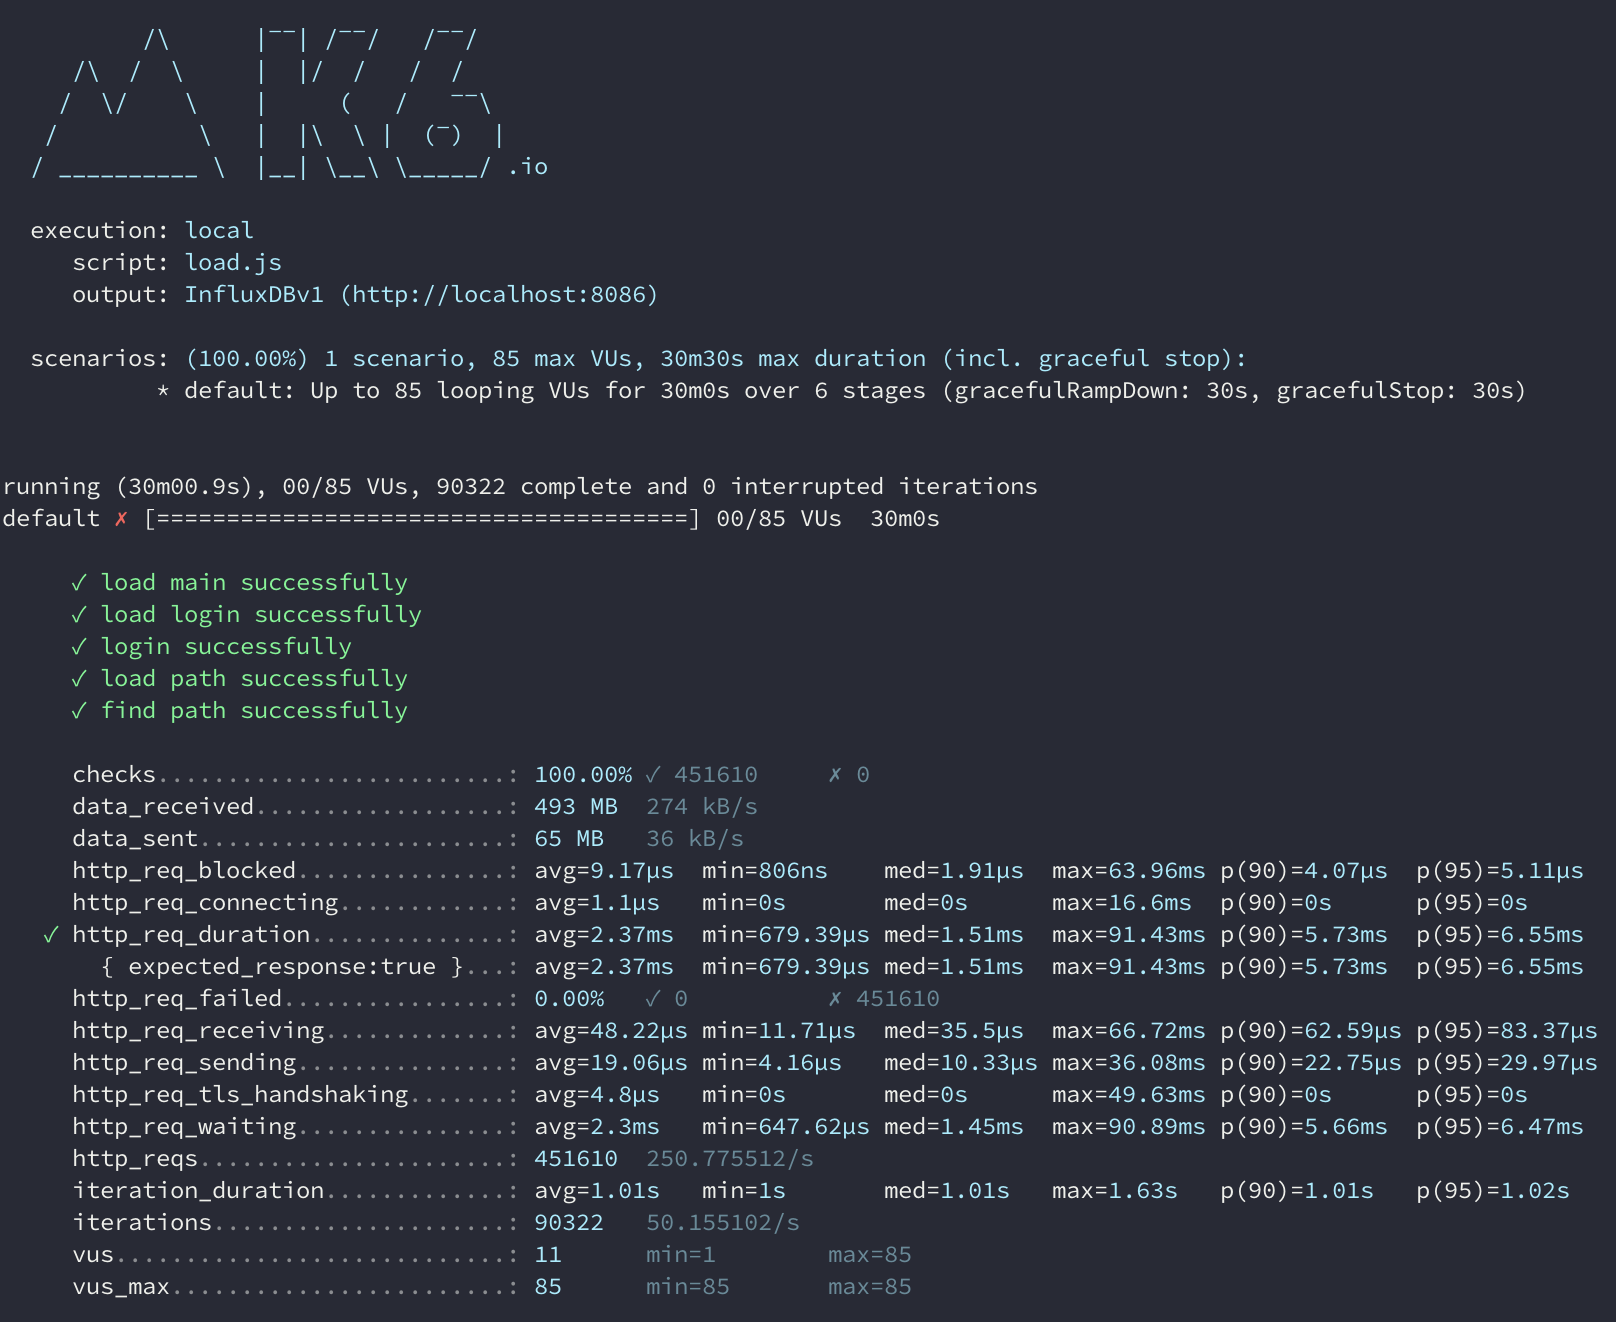 /\      |‾‾| /‾‾/   /‾‾/
     /\  /  \     |  |/  /   /  /
    /  \/    \    |     (   /   ‾‾\
   /          \   |  |\  \ |  (‾)  |
  / __________ \  |__| \__\ \_____/ .io

  execution: local
     script: load.js
     output: InfluxDBv1 (http://localhost:8086)

  scenarios: (100.00%) 1 scenario, 85 max VUs, 30m30s max duration (incl. graceful stop):
           * default: Up to 85 looping VUs for 30m0s over 6 stages (gracefulRampDown: 30s, gracefulStop: 30s)

running (30m00.9s), 00/85 VUs, 90322 complete and 0 interrupted iterations
default ✗ [======================================] 00/85 VUs  30m0s

     ✓ load main successfully
     ✓ load login successfully
     ✓ login successfully
     ✓ load path successfully
     ✓ find path successfully

     checks.........................: 100.00% ✓ 451610     ✗ 0
     data_received..................: 493 MB  274 kB/s
     data_sent......................: 65 MB   36 kB/s
     http_req_blocked...............: avg=9.17µs  min=806ns    med=1.91µs  max=63.96ms p(90)=4.07µs  p(95)=5.11µs
     http_req_connecting............: avg=1.1µs   min=0s       med=0s      max=16.6ms  p(90)=0s      p(95)=0s
   ✓ http_req_duration..............: avg=2.37ms  min=679.39µs med=1.51ms  max=91.43ms p(90)=5.73ms  p(95)=6.55ms
       { expected_response:true }...: avg=2.37ms  min=679.39µs med=1.51ms  max=91.43ms p(90)=5.73ms  p(95)=6.55ms
     http_req_failed................: 0.00%   ✓ 0          ✗ 451610
     http_req_receiving.............: avg=48.22µs min=11.71µs  med=35.5µs  max=66.72ms p(90)=62.59µs p(95)=83.37µs
     http_req_sending...............: avg=19.06µs min=4.16µs   med=10.33µs max=36.08ms p(90)=22.75µs p(95)=29.97µs
     http_req_tls_handshaking.......: avg=4.8µs   min=0s       med=0s      max=49.63ms p(90)=0s      p(95)=0s
     http_req_waiting...............: avg=2.3ms   min=647.62µs med=1.45ms  max=90.89ms p(90)=5.66ms  p(95)=6.47ms
     http_reqs......................: 451610  250.775512/s
     iteration_duration.............: avg=1.01s   min=1s       med=1.01s   max=1.63s   p(90)=1.01s   p(95)=1.02s
     iterations.....................: 90322   50.155102/s
     vus............................: 11      min=1        max=85
     vus_max........................: 85      min=85       max=85